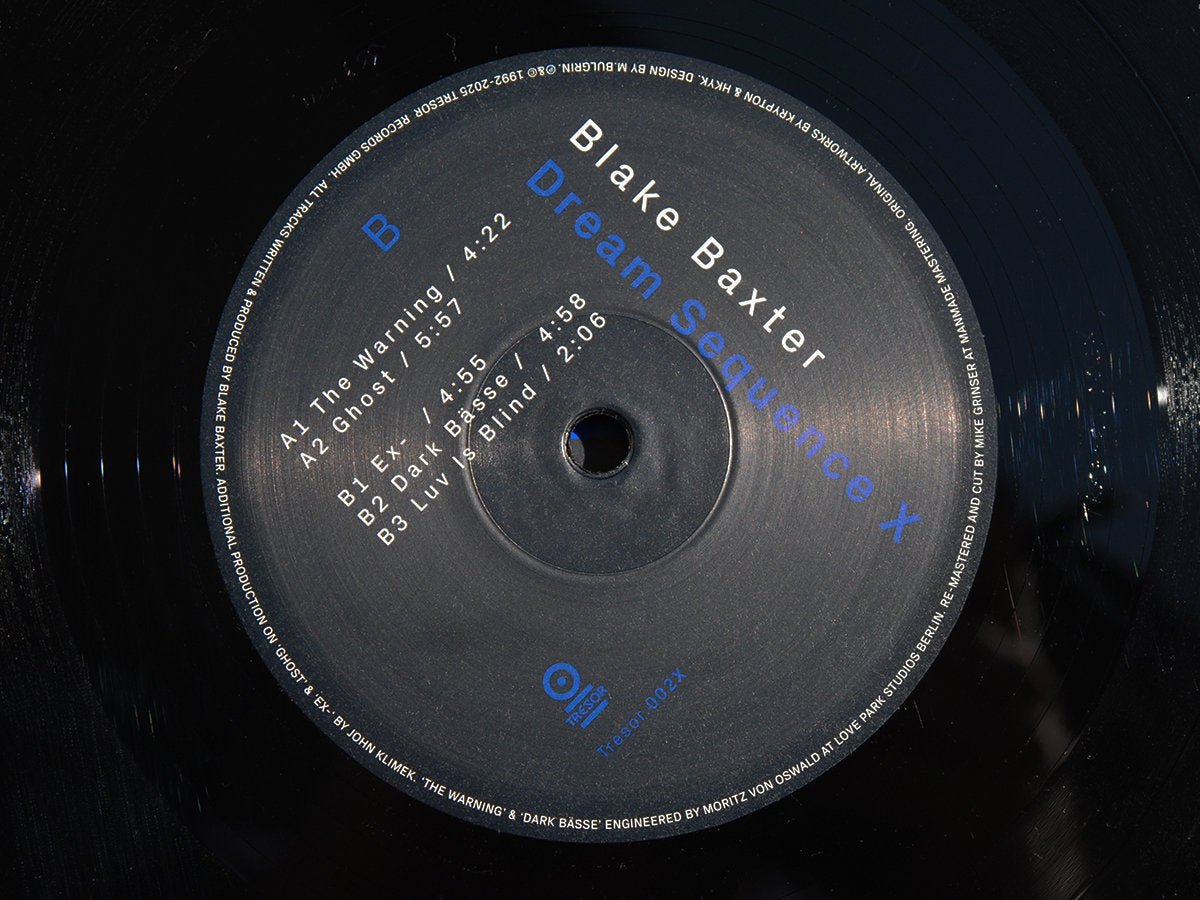 Blake Baxter
Dream Sequence X
B
A1 The Warning / 4:22
A2 Ghost / 5:57
B1 Ex- / 4:55
B2 Dark Bässe / 4:58
B3 Luv Is Blind / 2:06
TRESOR
Tresor.002X
ALL TRACKS WRITTEN & PRODUCED BY BLAKE BAXTER. ADDITIONAL PRODUCTION ON ‘GHOST’ & ‘EX-’ BY JOHN KLIMEK. ‘THE WARNING’ & ‘DARK BÄSSE’ ENGINEERED BY MORITZ VON OSWALD AT LOVE PARK STUDIOS BERLIN. RE-MASTERED AND CUT BY MIKE GRINSER AT MANMADE MASTERING. ORIGINAL ARTWORKS BY KRYPTON & HKYK. DESIGN BY M.BULGRIN. ℗&© 1992-2025 TRESOR RECORDS GMBH.